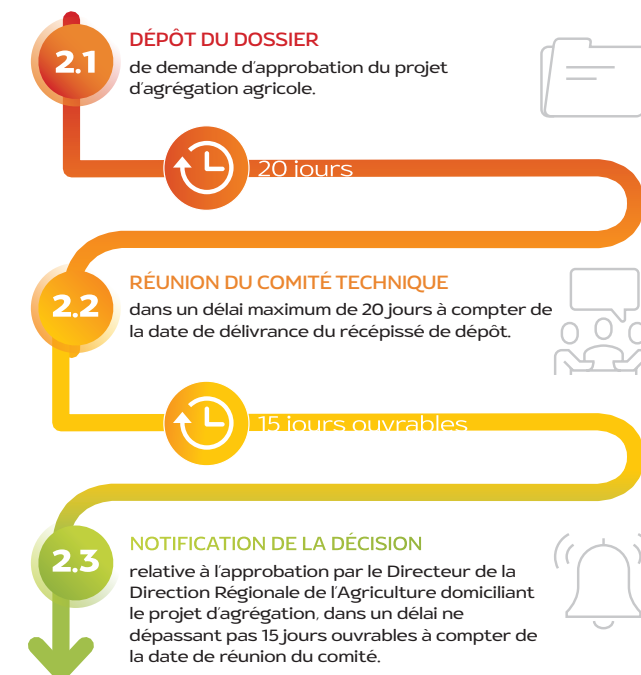 2.1
DÉPÔT DU DOSSIER
de demande d'approbation du projet
d'agrégation agricole.
20 jours
2.2
RÉUNION DU COMITÉ TECHNIQUE
dans un délai maximum de 20 jours à compter de
la date de délivrance du récépissé de dépôt.
15 jours ouvrables
2.3
NOTIFICATION DE LA DÉCISION
relative à l'approbation par le Directeur de la
Direction Régionale de l'Agriculture domiciliant
le projet d'agrégation, dans un délai ne
dépassant pas 15 jours ouvrables à compter de
la date de réunion du comité.